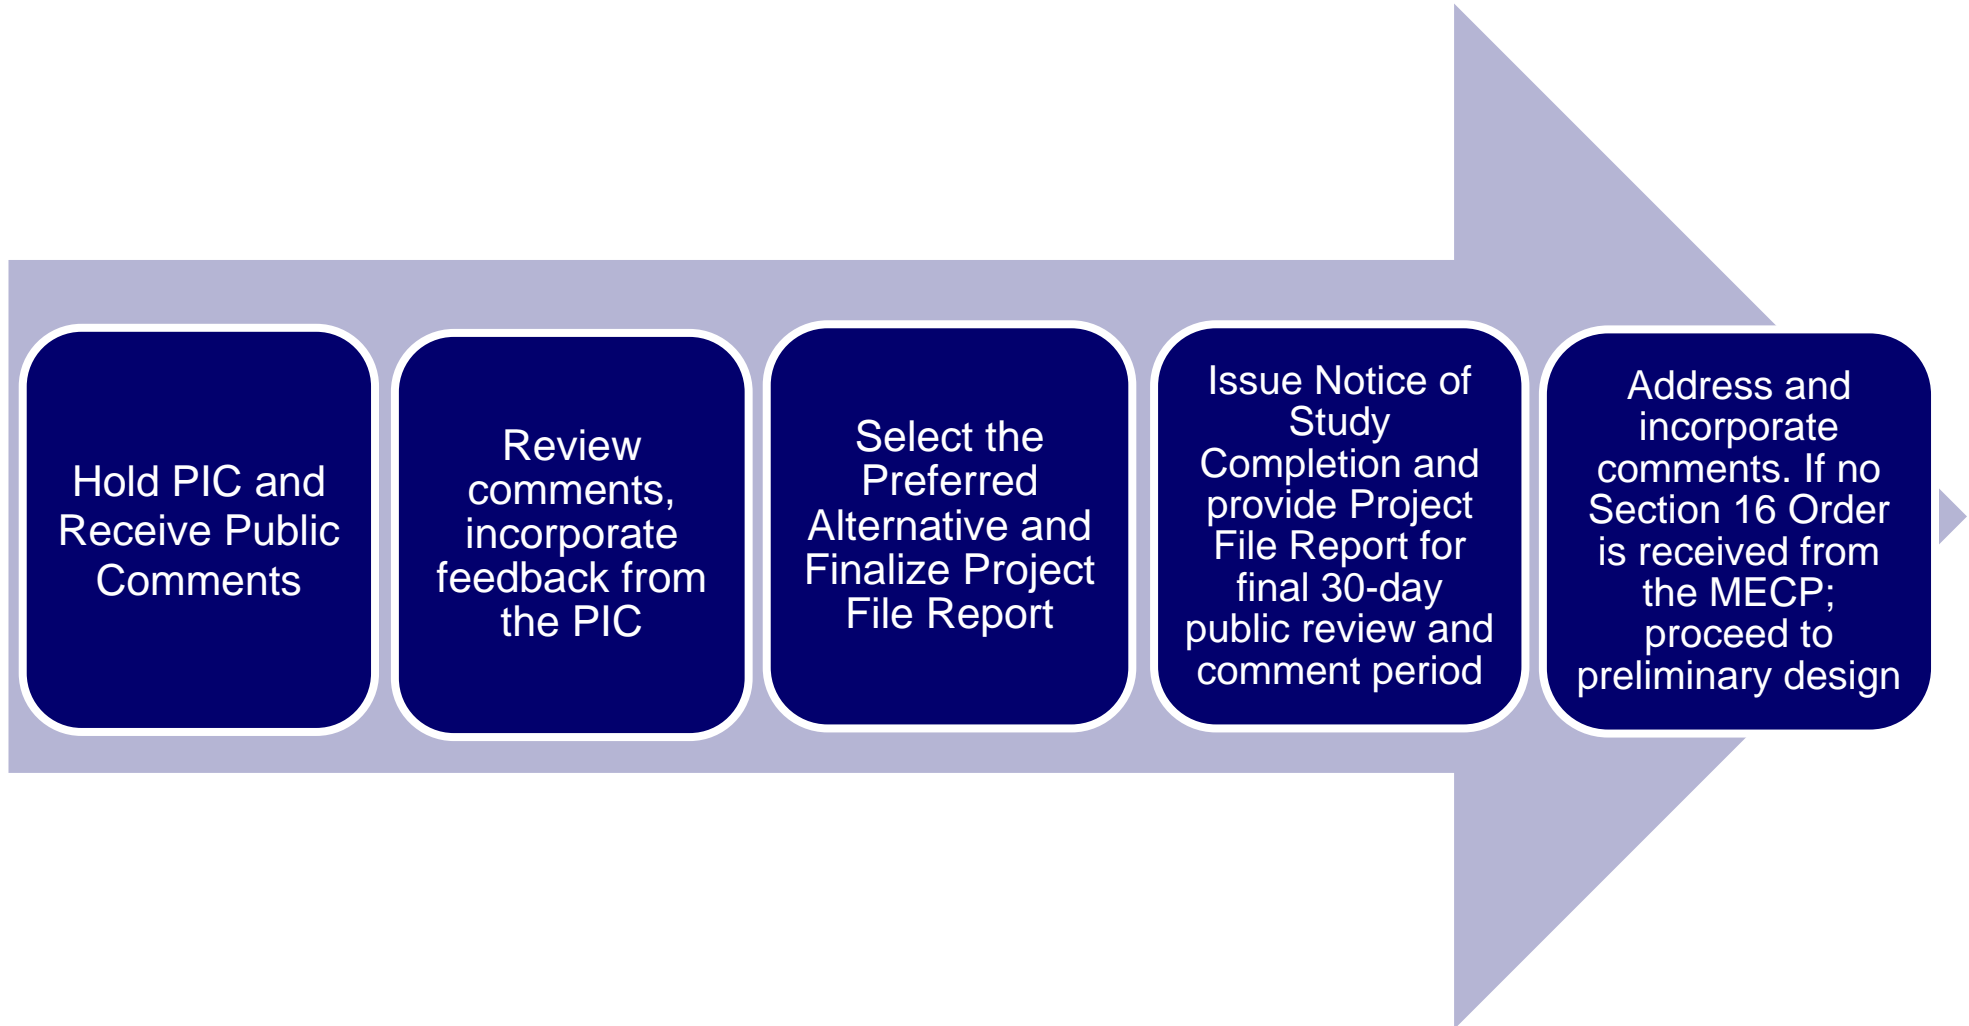 Hold PIC and
Receive Public
Comments
Review
comments,
incorporate
feedback from
the PIC
Select the
Preferred
Alternative and
Finalize Project
File Report
Issue Notice of
Study
Completion and
provide Project
File Report for
final 30-day
public review and
comment period
Address and
incorporate
comments. If no
Section 16 Order
is received from
the MECP;
proceed to
preliminary design